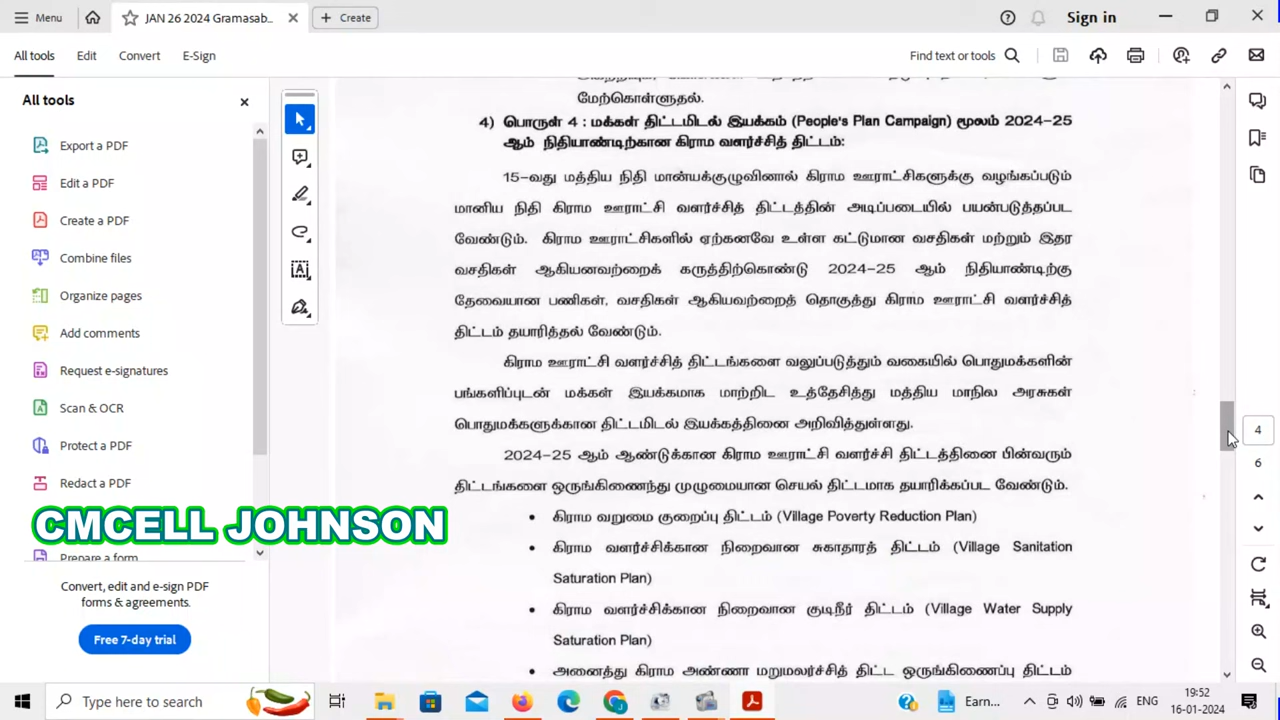 Menu
JAN 26 2024 Gramasab...
Create
Sign in
All tools
Edit
Convert
E-Sign
Find text or tools
All tools
Export a PDF
Edit a PDF
Create a PDF
Combine files
Organize pages
Add comments
Request e-signatures
Scan & OCR
Protect a PDF
Redact a PDF
Prepare a form
Convert, edit and e-sign PDF
forms & agreements.
Free 7-day trial
CMCELL JOHNSON
மேற்கொள்ளுதல்.
4) பொருள் 4 : மக்கள் திட்டமிடல் இயக்கம் (People's Plan Campaign) மூலம் 2024-25
ஆம் நிதியாண்டிற்கான கிராம வளர்ச்சித் திட்டம்:
15-வது மத்திய நிதி மான்யக்குழுவினால் கிராம ஊராட்சிகளுக்கு வழங்கப்படும்
மானிய நிதி கிராம ஊராட்சி வளர்ச்சித் திட்டத்தின் அடிப்படையில் பயன்படுத்தப்பட
வேண்டும். கிராம ஊராட்சிகளில் ஏற்கனவே உள்ள கட்டுமான வசதிகள் மற்றும் இதர
வசதிகள் ஆகியனவற்றைக் கருத்திற்கொண்டு 2024-25 ஆம் நிதியாண்டிற்கு
தேவையான பணிகள், வசதிகள் ஆகியவற்றைத் தொகுத்து கிராம ஊராட்சி வளர்ச்சித்
திட்டம் தயாரித்தல் வேண்டும்.
கிராம ஊராட்சி வளர்ச்சித் திட்டங்களை வலுப்படுத்தும் வகையில் பொதுமக்களின்
பங்களிப்புடன் மக்கள் இயக்கமாக மாற்றிட உத்தேசித்து மத்திய மாநில அரசுகள்
பொதுமக்களுக்கான திட்டமிடல் இயக்கத்தினை அறிவித்துள்ளது.
2024-25 ஆம் ஆண்டுக்கான கிராம ஊராட்சி வளர்ச்சி திட்டத்தினை பின்வரும்
திட்டங்களை ஒருங்கிணைந்து முழுமையான செயல் திட்டமாக தயாரிக்கப்பட வேண்டும்.
• கிராம வறுமை குறைப்பு திட்டம் (Village Poverty Reduction Plan)
• கிராம வளர்ச்சிக்கான நிறைவான சுகாதாரத் திட்டம் (Village Sanitation
Saturation Plan)
• கிராம வளர்ச்சிக்கான நிறைவான குடிநீர் திட்டம் (Village Water Supply
Saturation Plan)
• அனைத்து கிராம அண்ணா மறுமலர்ச்சித் திட்ட ஒருங்கிணைப்பு திட்டம்
4
6
Type here to search
Earn...
ENG
19:52
16-01-2024